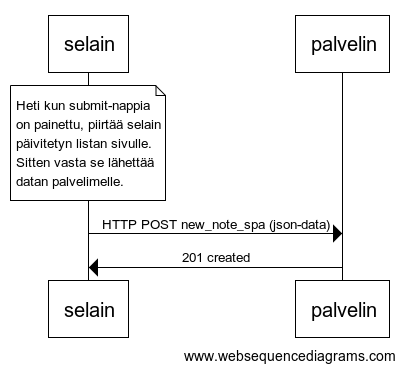 selain
palvelin
Heti kun submit-nappia
on painettu, piirtää selain
päivitetyn listan sivulle.
Sitten vasta se lähettää
datan palvelimelle.
HTTP POST new_note_spa (json-data)
201 created
selain
palvelin
www.websequencediagrams.com